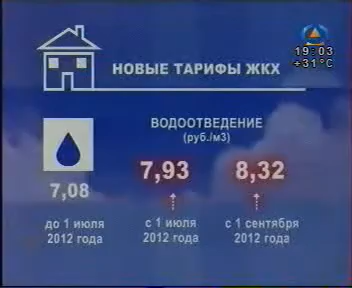 19:03
+31°C
НОВЫЕ ТАРИФЫ ЖКХ
ВОДООТВЕДЕНИЕ
(руб./м3)
7,08
7,93
8,32
до 1 июля
2012 года
с 1 июля
2012 года
с 1 сентября
2012 года